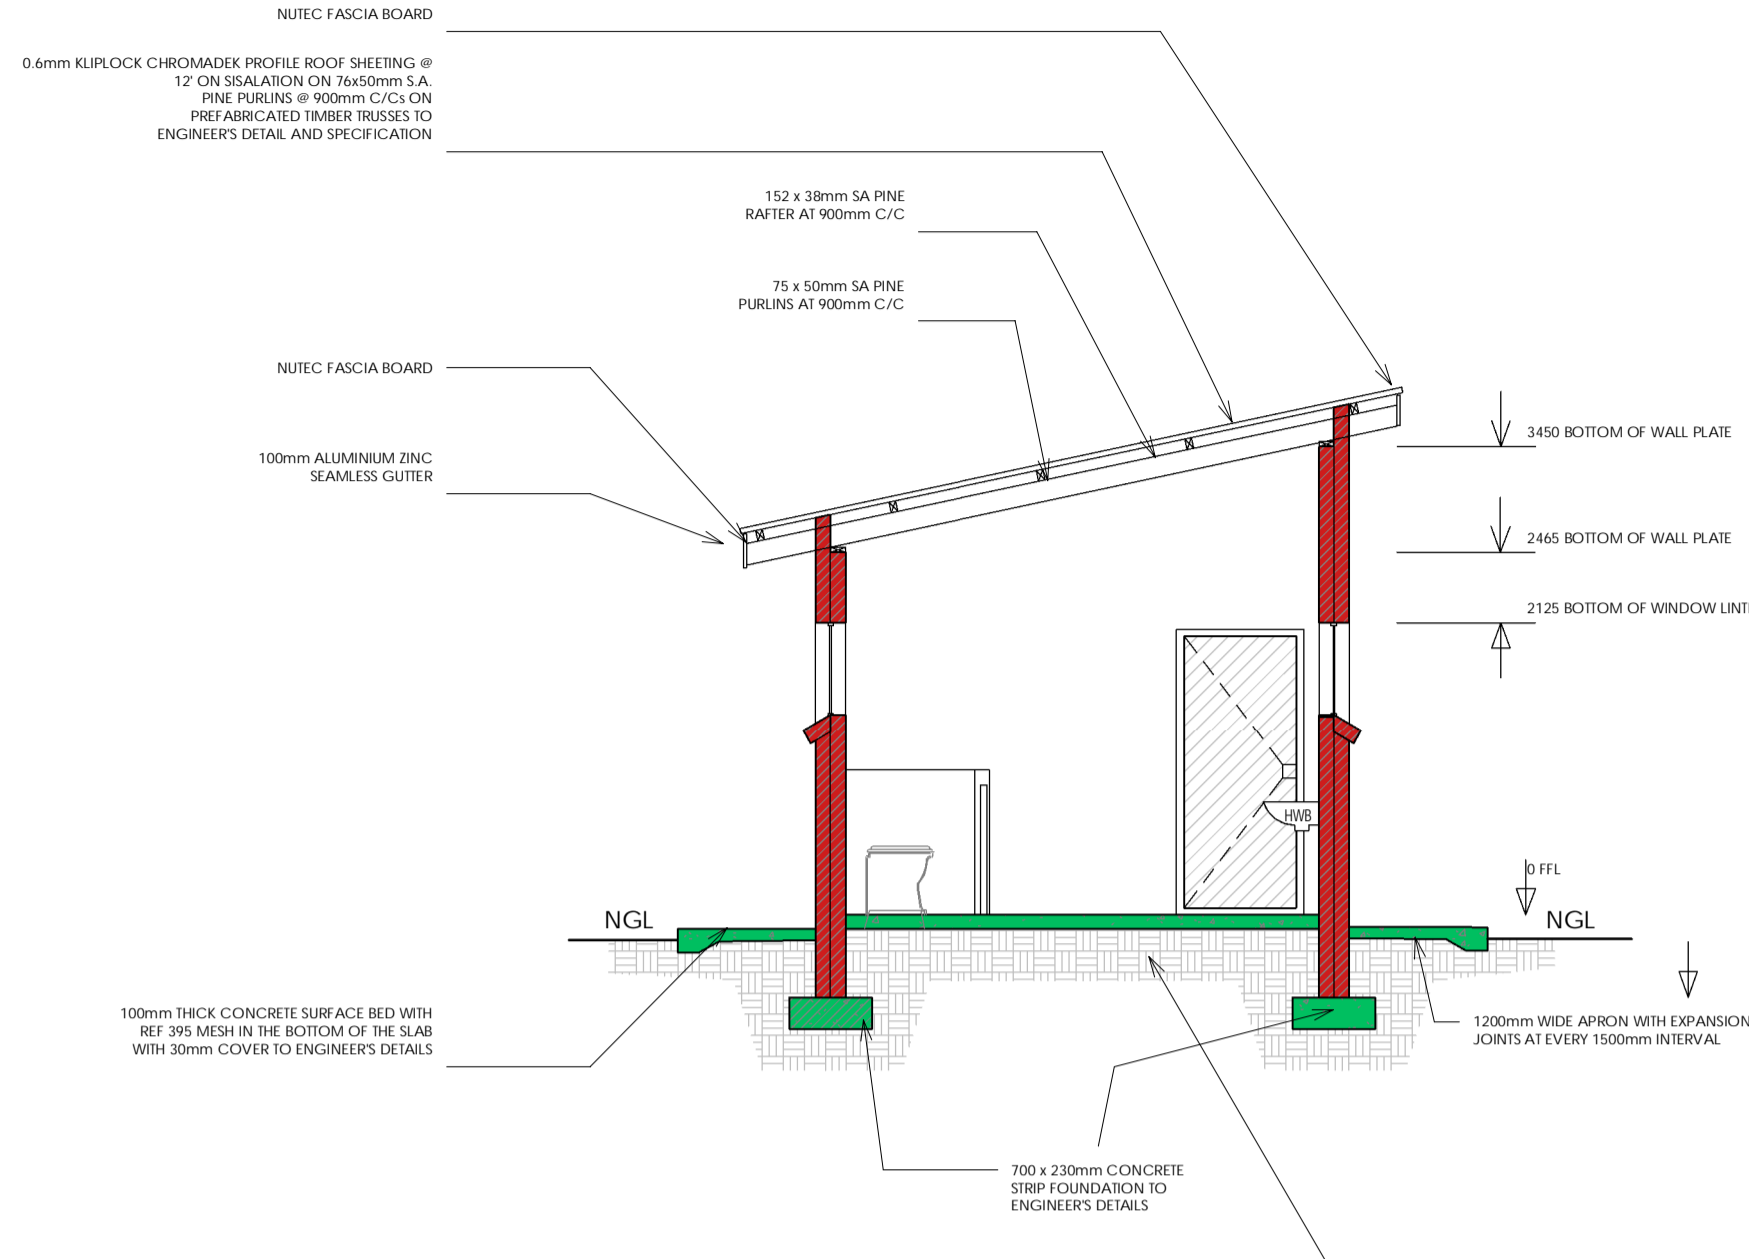 NUTEC FASCIA BOARD
0.6mm KLIPLOCK CHROMADEK PROFILE ROOF SHEETING @
12' ON SISALATION ON 76x50mm S.A.
PINE PURLINS @ 900mm C/Cs ON
PREFABRICATED TIMBER TRUSSES TO
ENGINEER'S DETAIL AND SPECIFICATION
152 x 38mm SA PINE
RAFTER AT 900mm C/C
75 x 50mm SA PINE
PURLINS AT 900mm C/C
NUTEC FASCIA BOARD
100mm ALUMINIUM ZINC
SEAMLESS GUTTER
3450 BOTTOM OF WALL PLATE
2465 BOTTOM OF WALL PLATE
2125 BOTTOM OF WINDOW
HWB
0 FFL
NGL
NGL
100mm THICK CONCRETE SURFACE BED WITH
REF 395 MESH IN THE BOTTOM OF THE SLAB
WITH 30mm COVER TO ENGINEER'S DETAILS
1200mm WIDE APRON WITH EXPANSION
JOINTS AT EVERY 1500mm INTERVAL
700 x 230mm CONCRETE
STRIP FOUNDATION TO
ENGINEER'S DETAILS